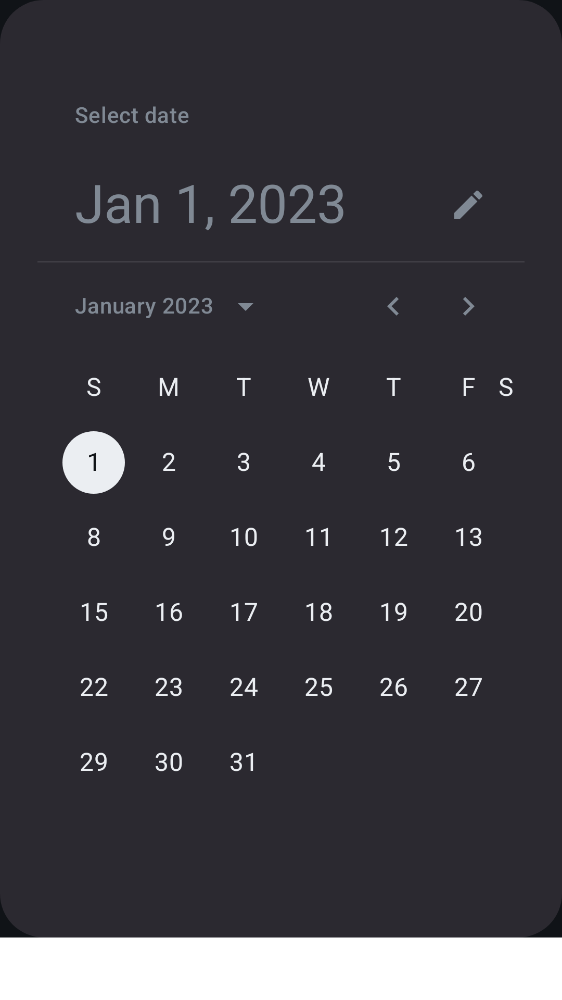 Select date
Jan 1, 2023
January 2023
S M T W T F S
1 2 3 4 5 6
8 9 10 11 12 13
15 16 17 18 19 20
22 23 24 25 26 27
29 30 31